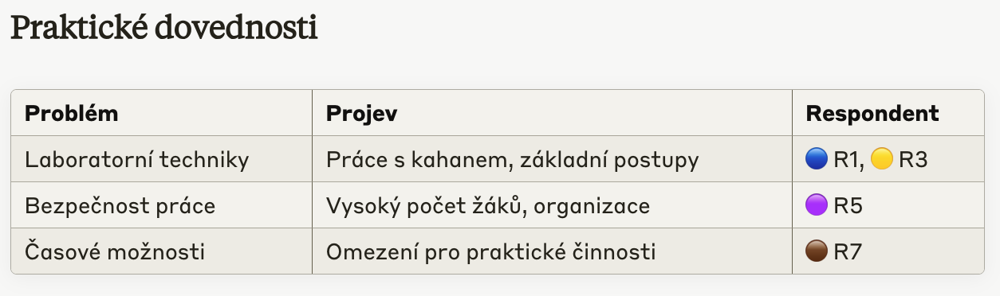 Praktické dovednosti
Problém Projev Respondent
Laboratorní techniky Práce s kahanem, základní postupy 🔵 R1, 🟡 R3
Bezpečnost práce Vysoký počet žáků, organizace 🟣 R5
Časové možnosti Omezení pro praktické činnosti 🟤 R7